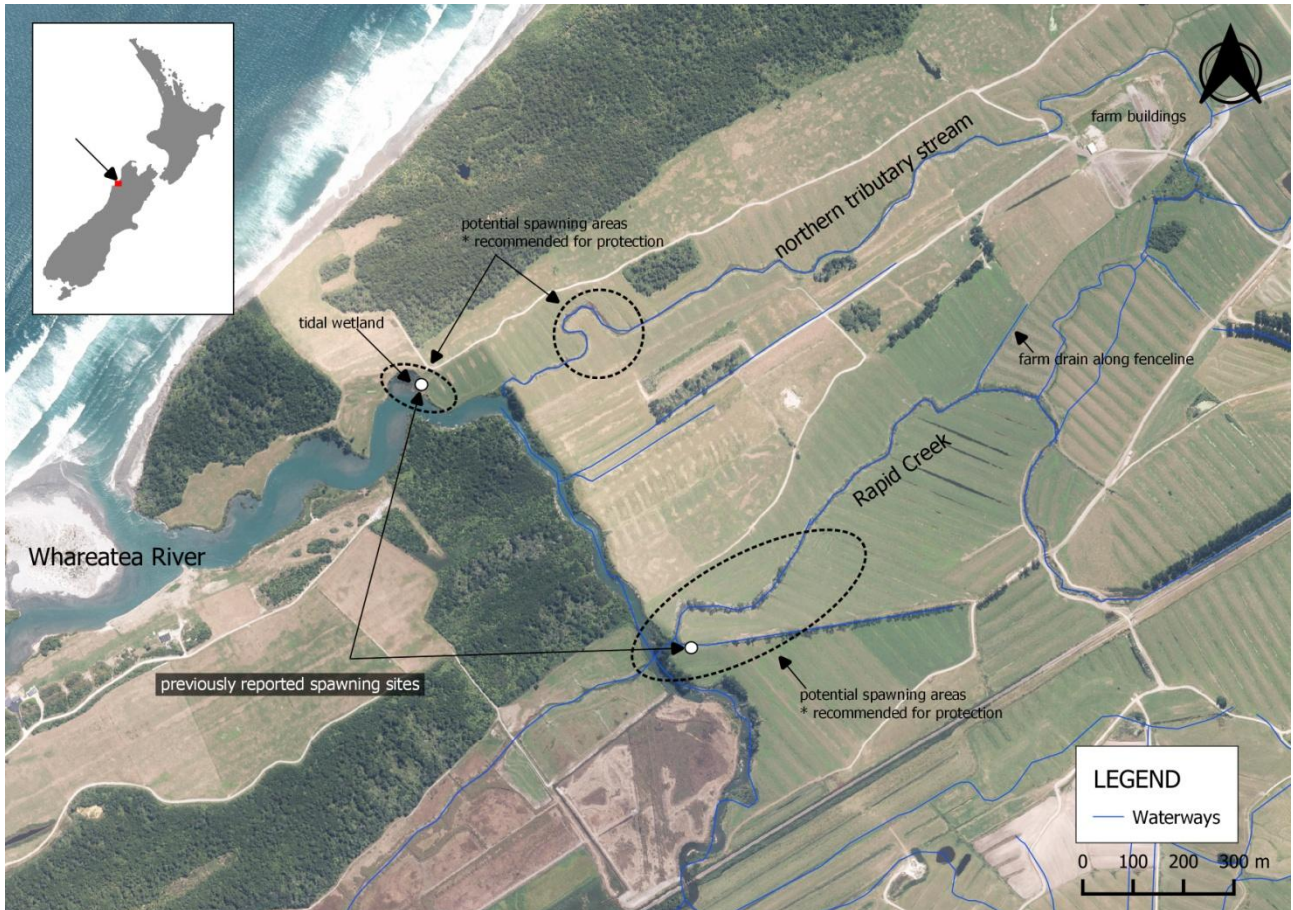 farm buildings
northern tributary stream
potential spawning areas
* recommended for protection
tidal wetland
farm drain along fenceline
Rapid Creek
Whareatea River
previously reported spawning sites
potential spawning areas
* recommended for protection
LEGEND
Waterways
0 100 200 300 m